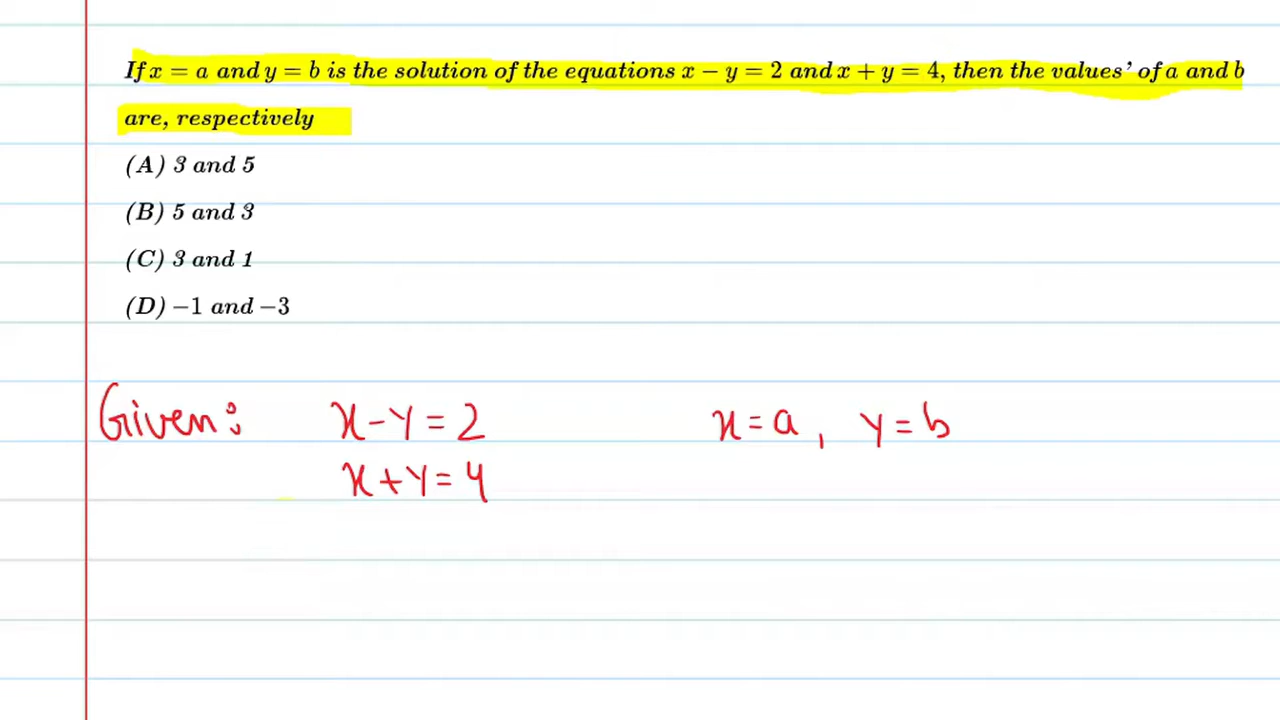 If x = a and y = b is the solution of the equations x − y = 2 and x + y = 4, then the values’ of a and b
are, respectively
(A) 3 and 5
(B) 5 and 3
(C) 3 and 1
(D) −1 and −3
Given: x-y=2 x=a, y=b
x+y=4